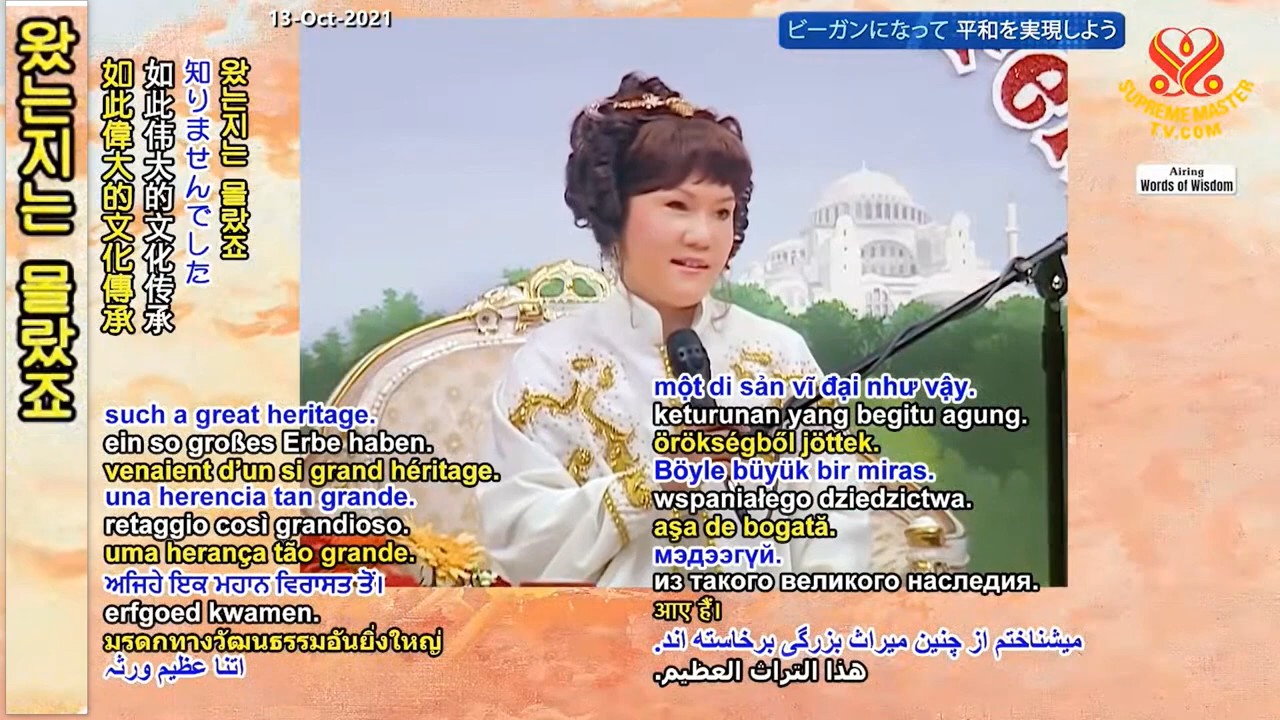 13-Oct-2021
ビーガンになって 平和を実現しよう
SUPREME MASTER
TV.COM
Airing
Words of Wisdom
왔는지는 몰랐죠
왔는지는 몰랐죠
知りませんでした
如此伟大的文化传承
如此偉大的文化傳承
such a great heritage.
ein so großes Erbe haben.
venaient d’un si grand héritage.
una herencia tan grande.
retaggio così grandioso.
uma herança tão grande.
ਅਜਿਹੇ ਇਕ ਮਹਾਨ ਵਿਰਾਸਤ ਤੋਂ।
erfgoed kwamen.
มรดกทางวัฒนธรรมอันยิ่งใหญ่
اتنا عظیم ورثہ
một di sản vĩ đại như vậy.
keturunan yang begitu agung.
örökségből jöttek.
Böyle büyük bir miras.
wspaniałego dziedzictwa.
aşa de bogată.
мэдээгүй.
из такого великого наследия.
आए हैं।
میشناختم از چنین میراث بزرگی برخاسته اند.
هذا التراث العظيم.